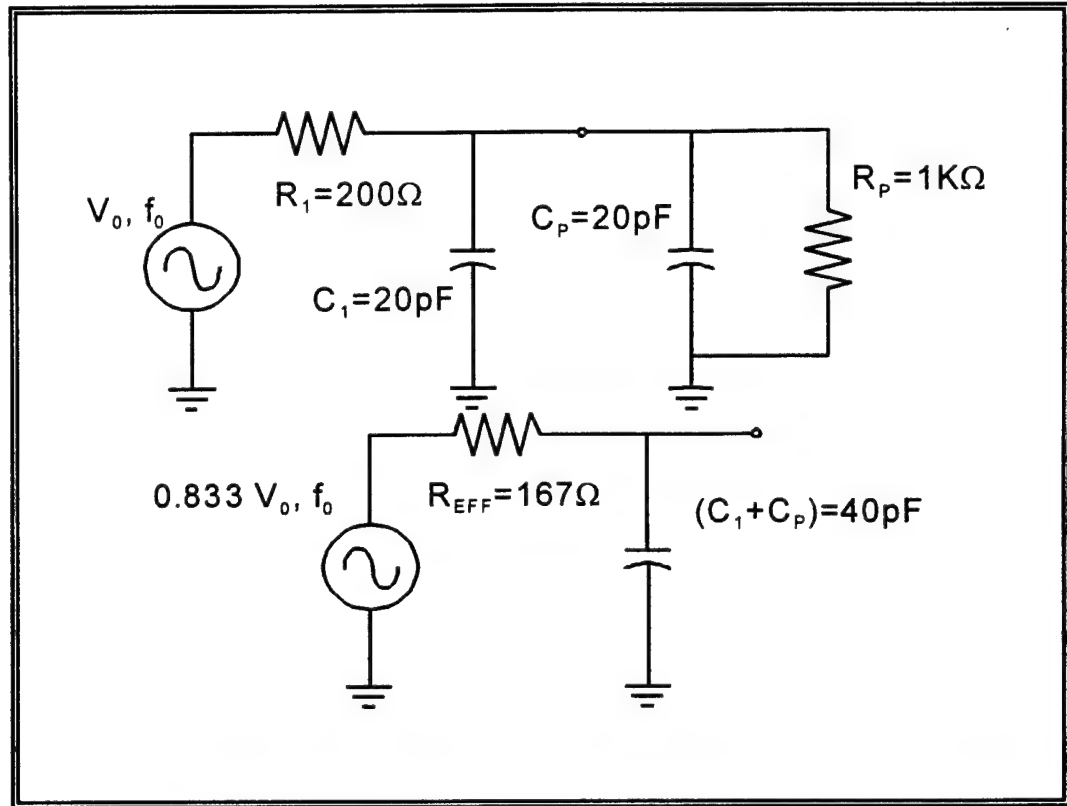 R₁=200Ω
R_P=1KΩ
V₀, f₀
C_P=20pF
C₁=20pF
0.833 V₀, f₀
R_EFF=167Ω
(C₁+C_P)=40pF